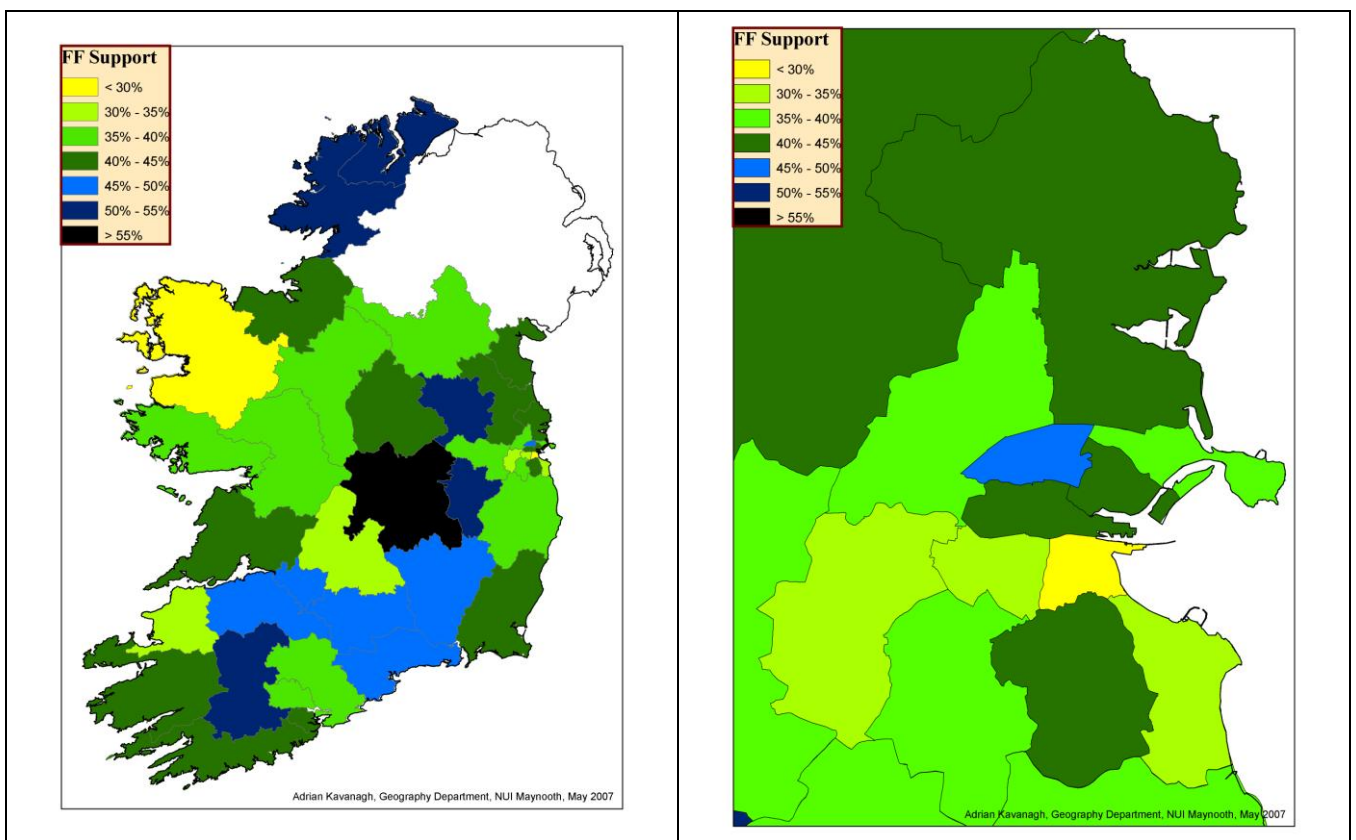 FF Support
< 30%
30% - 35%
35% - 40%
40% - 45%
45% - 50%
50% - 55%
> 55%
Adrian Kavanagh, Geography Department, NUI Maynooth, May 2007
FF Support
< 30%
30% - 35%
35% - 40%
40% - 45%
45% - 50%
50% - 55%
> 55%
Adrian Kavanagh, Geography Department, NUI Maynooth, May 2007